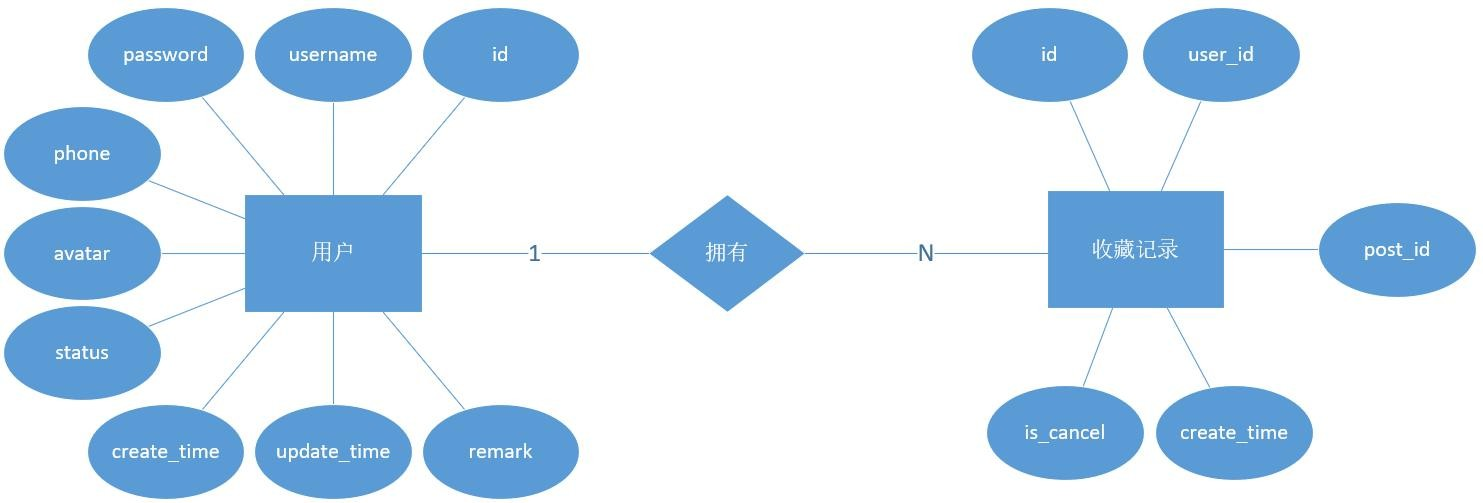 password
username
id
id
user_id
phone
avatar
用户
1
拥有
N
收藏记录
post_id
status
create_time
update_time
remark
is_cancel
create_time